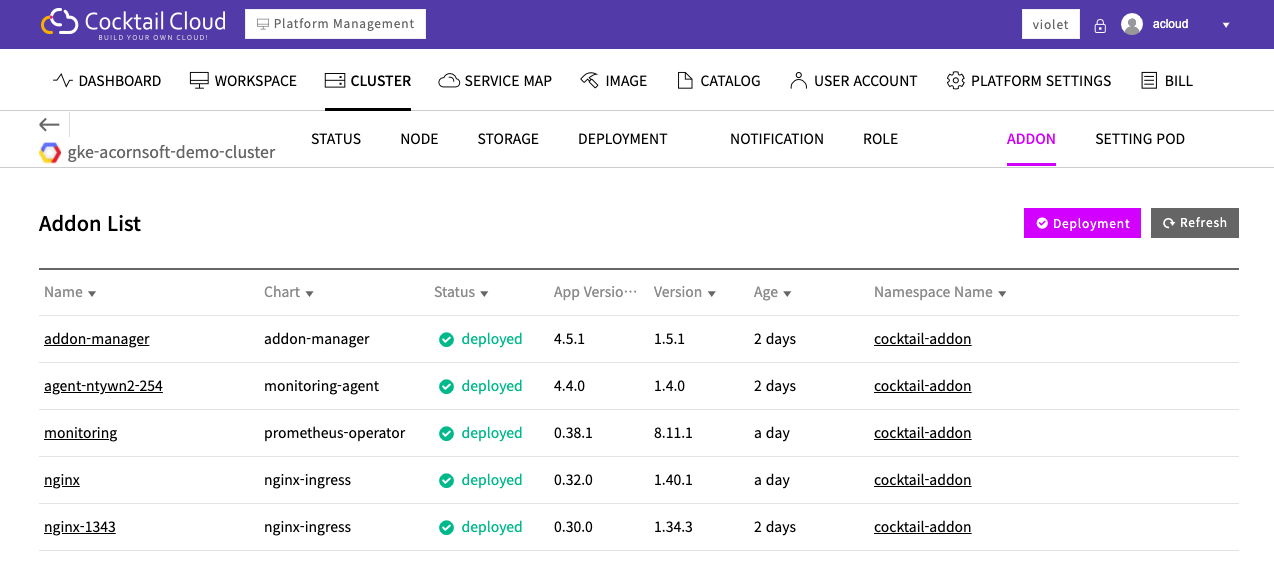 Cocktail Cloud
BUILD YOUR OWN CLOUD!
Platform Management
violet
acloud
DASHBOARD WORKSPACE CLUSTER SERVICE MAP IMAGE CATALOG USER ACCOUNT PLATFORM SETTINGS BILL
gke-acornsoft-demo-cluster
STATUS NODE STORAGE DEPLOYMENT NOTIFICATION ROLE ADDON SETTING POD
Addon List
Deployment Refresh
Name Chart Status App Versio... Version Age Namespace Name
addon-manager addon-manager deployed 4.5.1 1.5.1 2 days cocktail-addon
agent-ntywn2-254 monitoring-agent deployed 4.4.0 1.4.0 2 days cocktail-addon
monitoring prometheus-operator deployed 0.38.1 8.11.1 a day cocktail-addon
nginx nginx-ingress deployed 0.32.0 1.40.1 a day cocktail-addon
nginx-1343 nginx-ingress deployed 0.30.0 1.34.3 2 days cocktail-addon